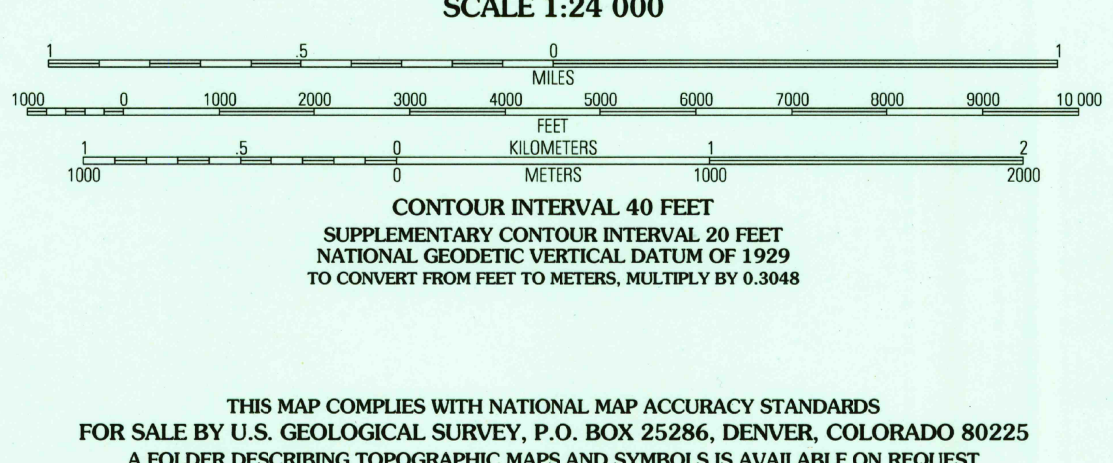 SCALE 1:24 000
1 .5 0 1
MILES
1000 0 1000 2000 3000 4000 5000 6000 7000 8000 9000 10 000
FEET
1 .5 0 KILOMETERS 1 2
1000 0 METERS 1000 2000
CONTOUR INTERVAL 40 FEET
SUPPLEMENTARY CONTOUR INTERVAL 20 FEET
NATIONAL GEODETIC VERTICAL DATUM OF 1929
TO CONVERT FROM FEET TO METERS, MULTIPLY BY 0.3048
THIS MAP COMPLIES WITH NATIONAL MAP ACCURACY STANDARDS
FOR SALE BY U.S. GEOLOGICAL SURVEY, P.O. BOX 25286, DENVER, COLORADO 80225
A FOLDER DESCRIBING TOPOGRAPHIC MAPS AND SYMBOLS IS AVAILABLE ON REQUEST